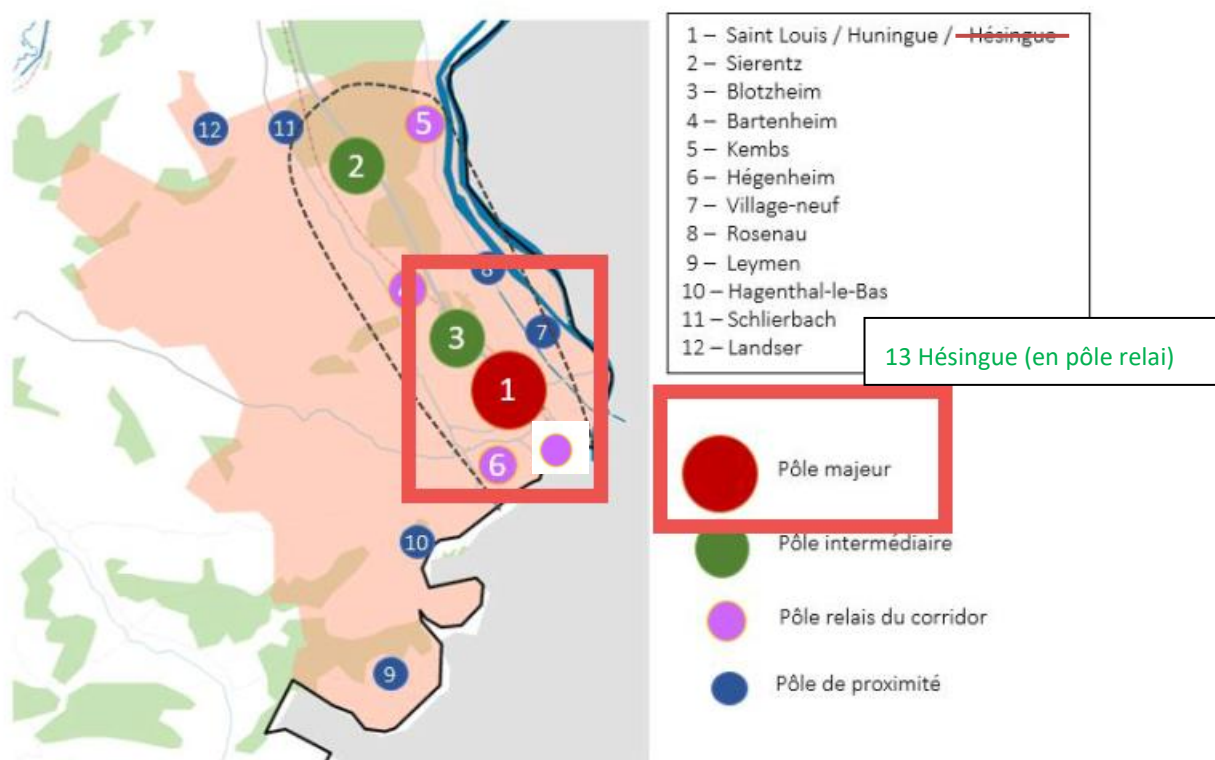 12
11
5
2
8
4
3
7
1
6
10
9
1 – Saint Louis / Huningue / Hésingue
2 – Sierentz
3 – Blotzheim
4 – Bartenheim
5 – Kembs
6 – Hégenheim
7 – Village-neuf
8 – Rosenau
9 – Leymen
10 – Hagenthal-le-Bas
11 – Schlierbach
12 – Landser
13 Hésingue (en pôle relai)
Pôle majeur
Pôle intermédiaire
Pôle relais du corridor
Pôle de proximité